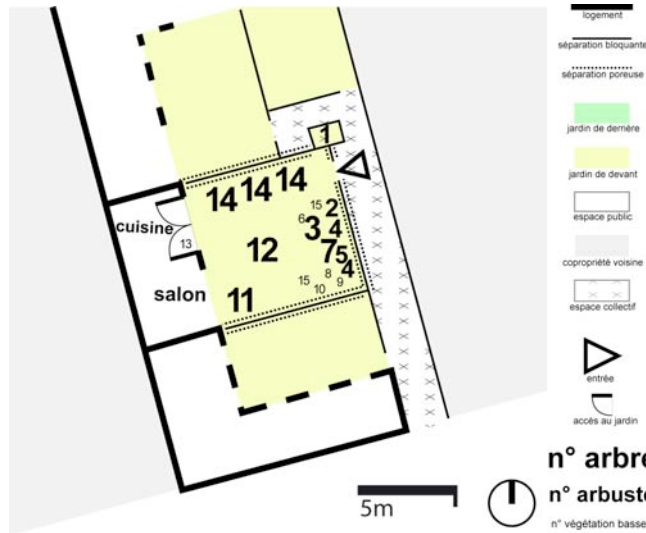 logement
séparation bloquante
séparation poreuse
jardin de derrière
jardin de devant
espace public
copropriété voisine
espace collectif
entrée
accès au jardin
n° arbre
n° arbuste
n° végétation basse
1
14 14 14
cuisine
13
salon
15 2
6 3 4
12
7 5
8 4
15 9
10
11
5m